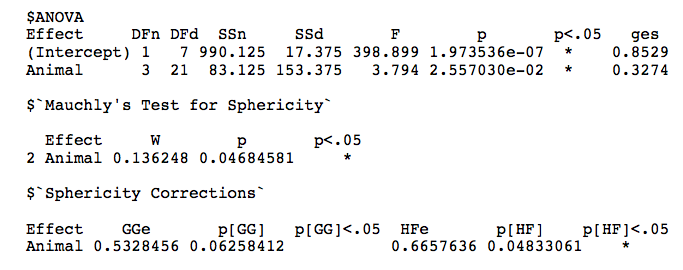 $ANOVA
Effect DFn DFd SSn SSd F p p<.05 ges
(Intercept) 1 7 990.125 17.375 398.899 1.973536e-07 * 0.8529
Animal 3 21 83.125 153.375 3.794 2.557030e-02 * 0.3274
$`Mauchly's Test for Sphericity`
Effect W p p<.05
2 Animal 0.136248 0.04684581 *
$`Sphericity Corrections`
Effect GGe p[GG] p[GG]<.05 HFe p[HF] p[HF]<.05
Animal 0.5328456 0.06258412 0.6657636 0.04833061 *